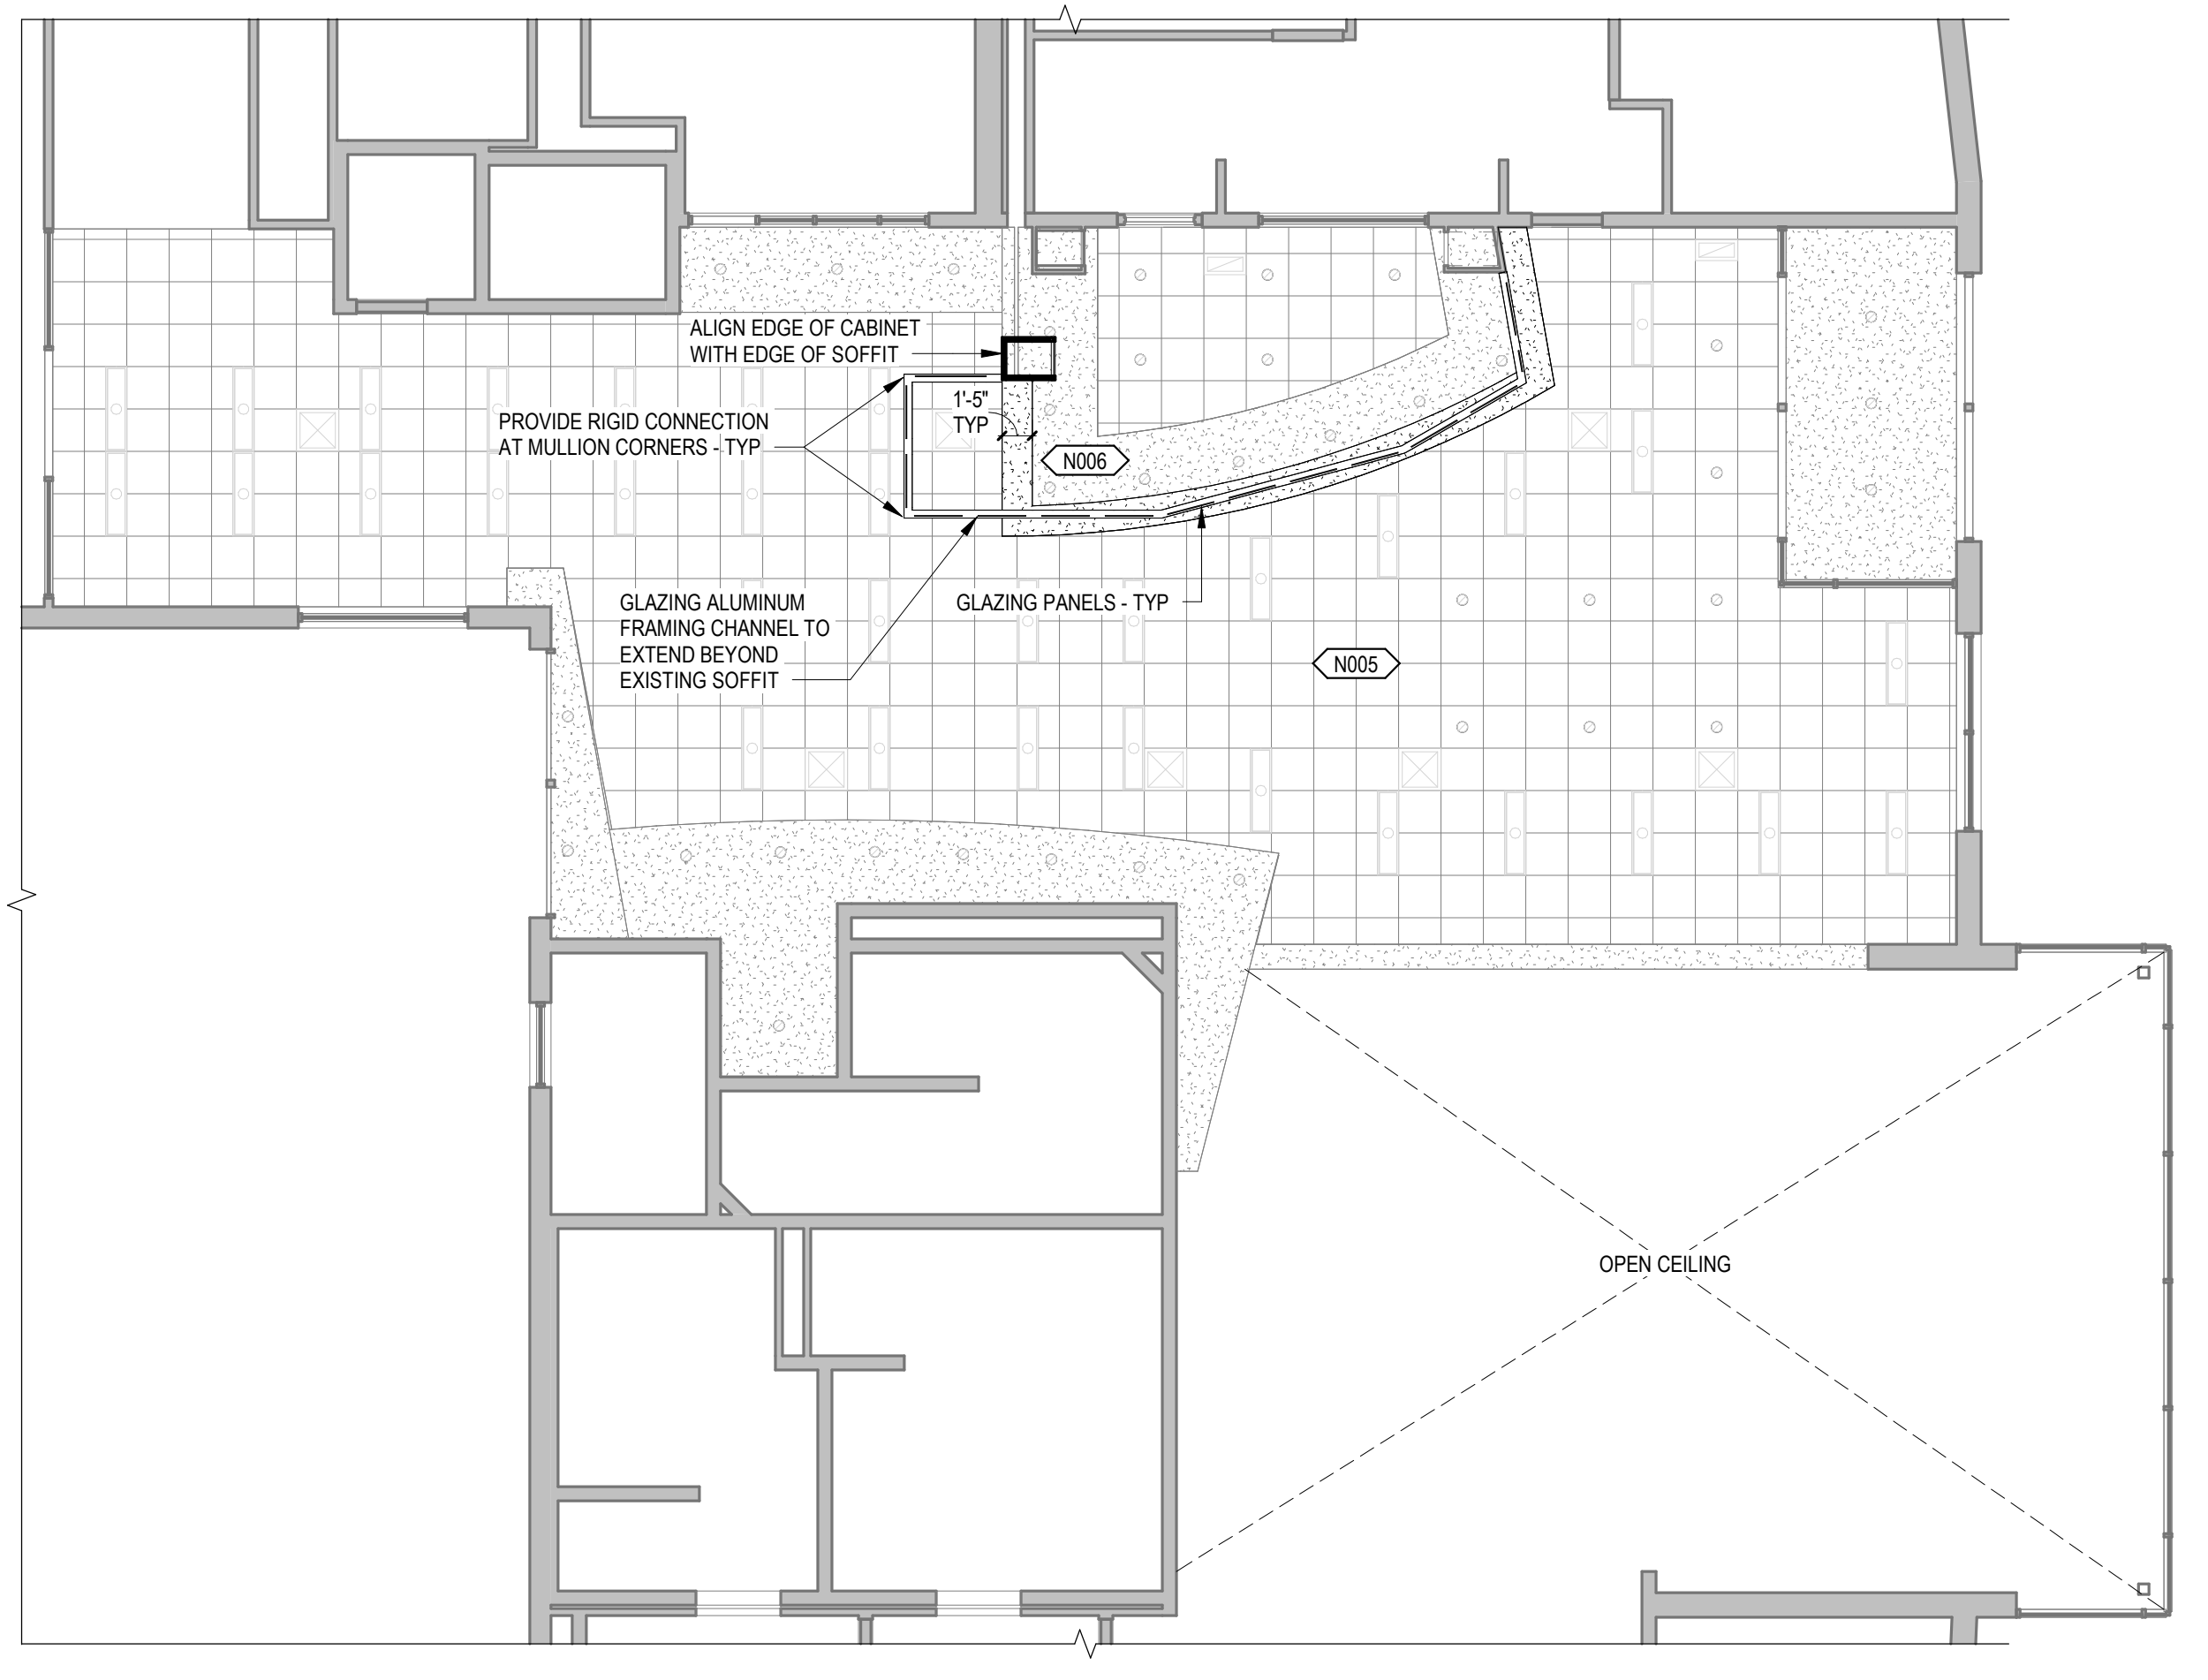 ALIGN EDGE OF CABINET
WITH EDGE OF SOFFIT
PROVIDE RIGID CONNECTION
AT MULLION CORNERS - TYP
1'-5"
TYP
N006
GLAZING ALUMINUM
FRAMING CHANNEL TO
EXTEND BEYOND
EXISTING SOFFIT
GLAZING PANELS - TYP
N005
OPEN CEILING